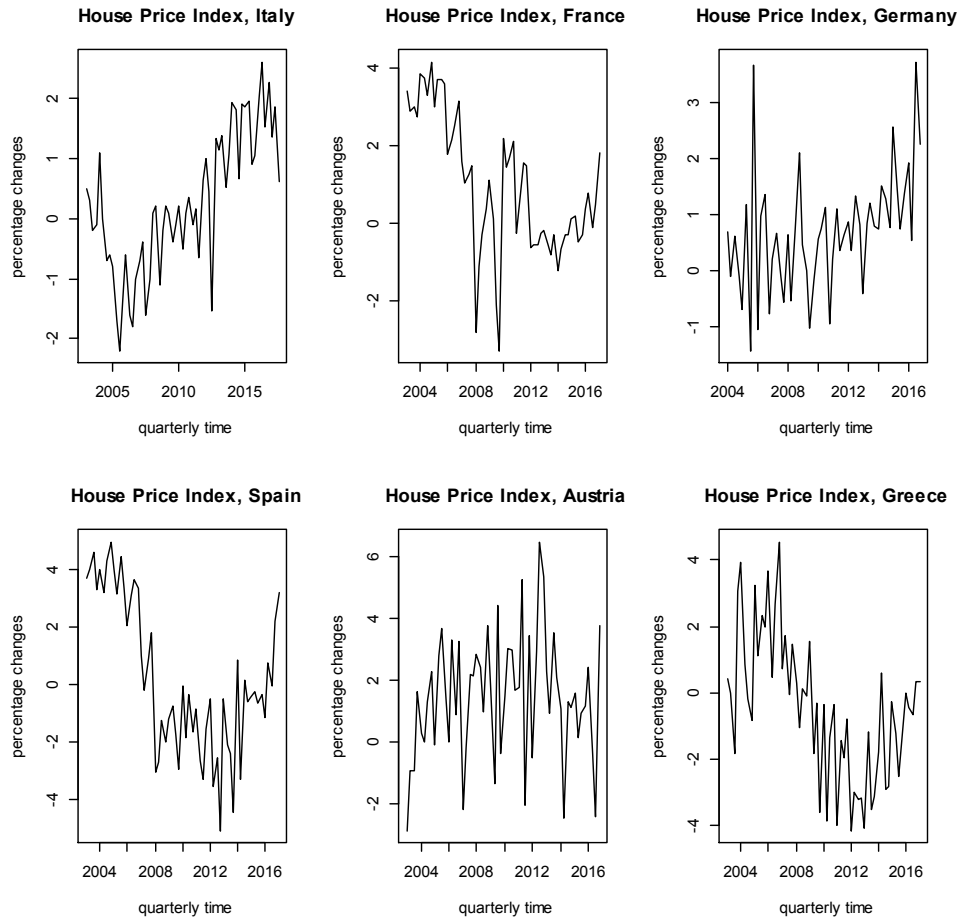 House Price Index, Italy
percentage changes
2
1
0
-1
-2
2005 2010 2015
quarterly time
House Price Index, France
percentage changes
4
2
0
-2
2004 2008 2012 2016
quarterly time
House Price Index, Germany
percentage changes
3
2
1
0
-1
2004 2008 2012 2016
quarterly time
House Price Index, Spain
percentage changes
4
2
0
-2
-4
2004 2008 2012 2016
quarterly time
House Price Index, Austria
percentage changes
6
4
2
0
-2
2004 2008 2012 2016
quarterly time
House Price Index, Greece
percentage changes
4
2
0
-2
-4
2004 2008 2012 2016
quarterly time